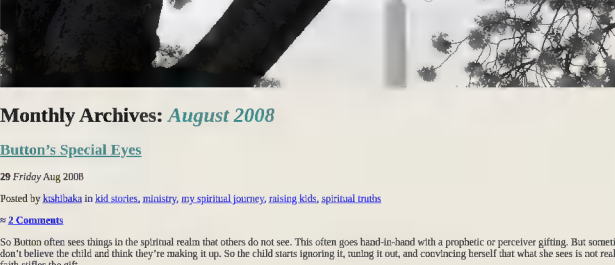 Monthly Archives: August 2008
Button's Special Eyes
29 Friday Aug 2008
Posted by ktshibaka in kid stories, ministry, my spiritual journey, raising kids, spiritual truths
≈ 2 Comments
So Button often sees things in the spiritual realm that others do not see. This often goes hand-in-hand with a prophetic or perceiver gifting. But someti
don't believe the child and think they're making it up. So the child starts ignoring it, tuning it out, and convincing herself that what she sees is not real
faith stifles the gift.